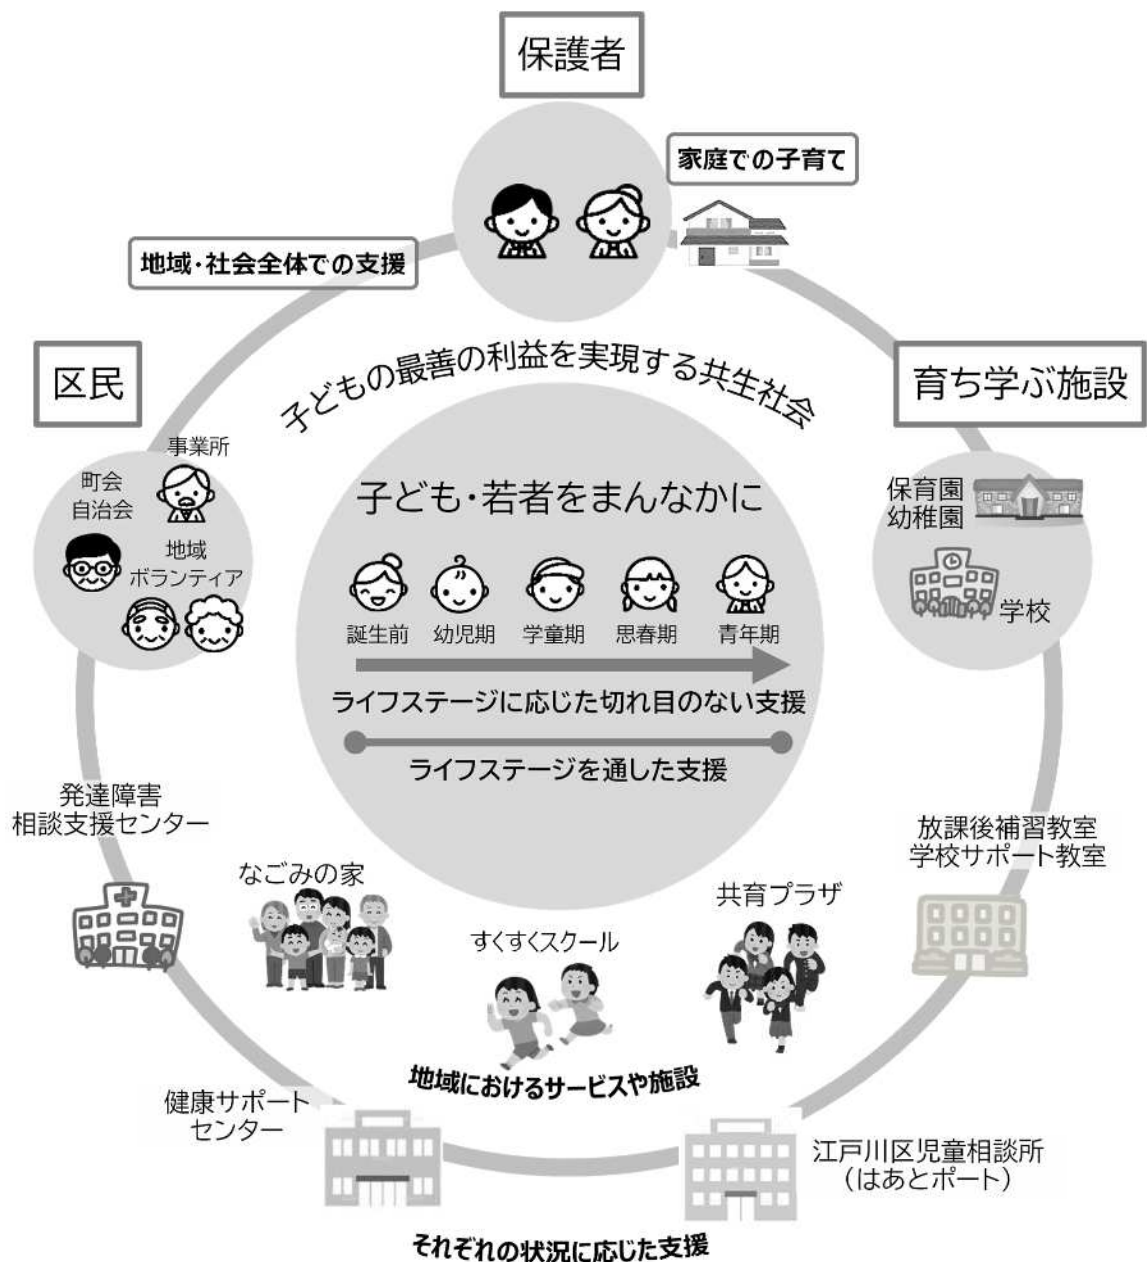 保護者
家庭での子育て
地域・社会全体での支援
子どもの最善の利益を実現する共生社会
区民
事業所
町会
自治会
地域
ボランティア
育ち学ぶ施設
保育園
幼稚園
学校
子ども・若者をまんなかに
誕生前 幼児期 学童期 思春期 青年期
ライフステージに応じた切れ目のない支援
ライフステージを通した支援
発達障害
相談支援センター
なごみの家
すくすくスクール
共育プラザ
放課後補習教室
学校サポート教室
地域におけるサービスや施設
健康サポート
センター
江戸川区児童相談所
(はあとポート)
それぞれの状況に応じた支援